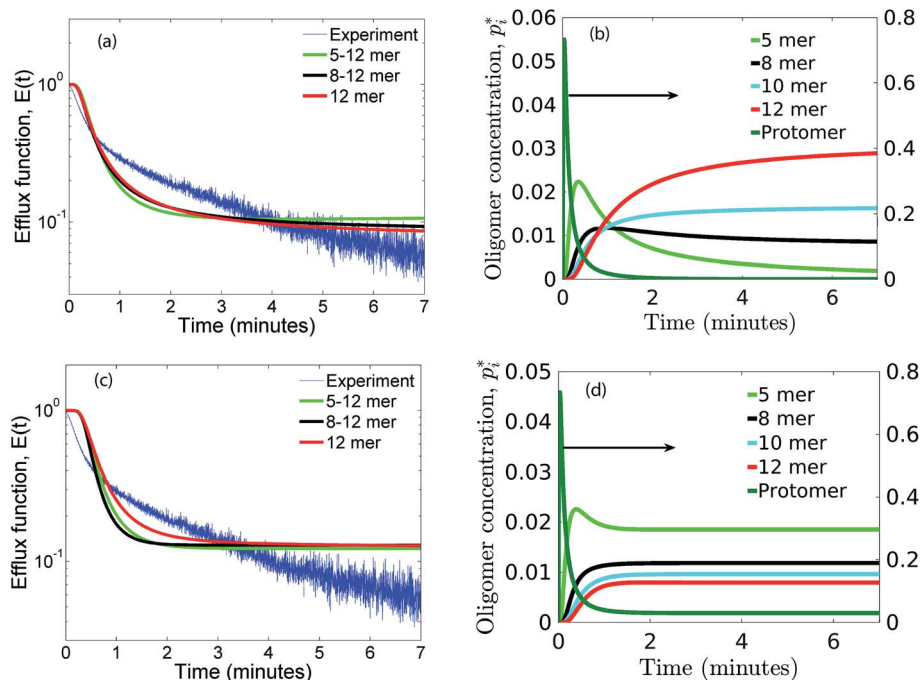 (a)
Experiment
5-12 mer
8-12 mer
12 mer
Efflux function, E(t)
10^0
10^-1
0 1 2 3 4 5 6 7
Time (minutes)
(b)
5 mer
8 mer
10 mer
12 mer
Protomer
Oligomer concentration, p_i^*
0.06
0.05
0.04
0.03
0.02
0.01
0
0.8
0.6
0.4
0.2
0
0 2 4 6
Time (minutes)
(c)
Experiment
5-12 mer
8-12 mer
12 mer
Efflux function, E(t)
10^0
10^-1
0 1 2 3 4 5 6 7
Time (minutes)
(d)
5 mer
8 mer
10 mer
12 mer
Protomer
Oligomer concentration, p_i^*
0.05
0.04
0.03
0.02
0.01
0
0.8
0.6
0.4
0.2
0
0 2 4 6
Time (minutes)